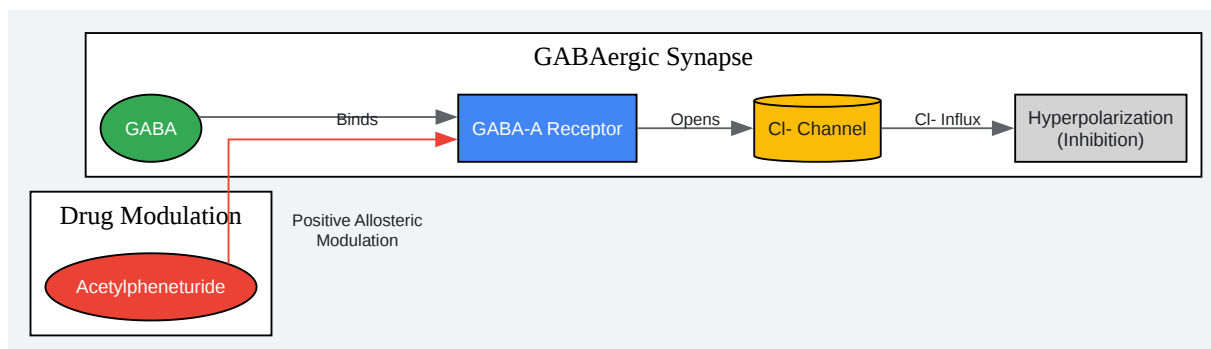 GABAergic Synapse
GABA
Binds
GABA-A Receptor
Opens
Cl- Channel
Cl- Influx
Hyperpolarization
(Inhibition)
Drug Modulation
Positive Allosteric
Modulation
Acetylpheneturide